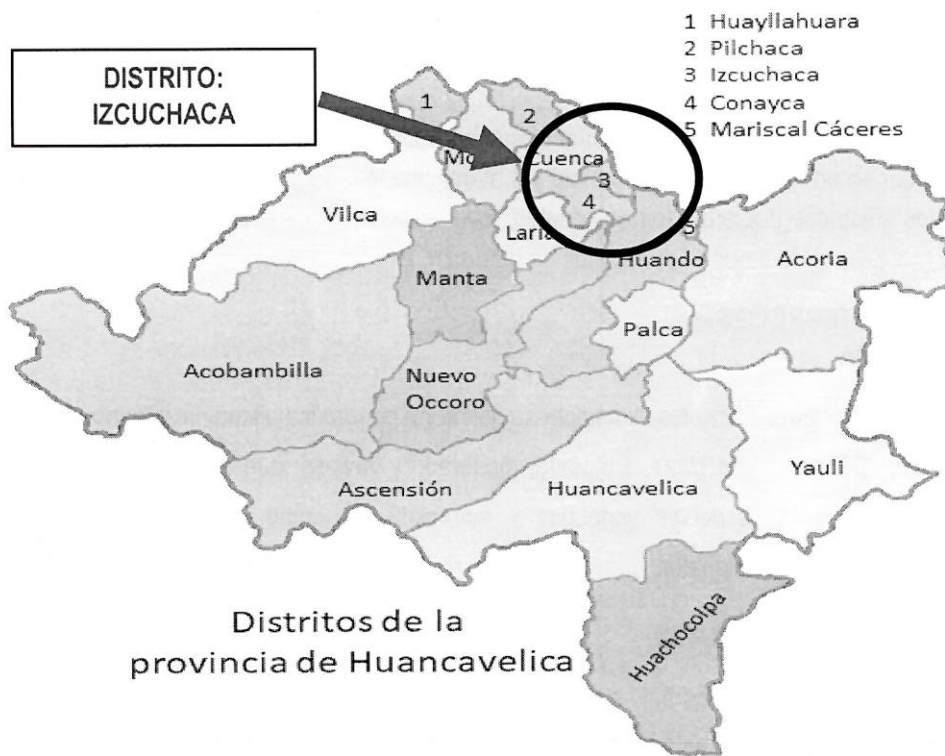 1 Huayllahuara
2 Pilchaca
3 Izcuchaca
4 Conayca
5 Mariscal Cáceres
DISTRITO:
IZCUCHACA
1
2
Cuenca
3
4
Vilca
Laria
5
Manta
Huando
Acoria
Palca
Acobambilla
Nuevo
Occoro
Ascensión
Huancavelica
Yauli
Huachocolpa
Distritos de la
provincia de Huancavelica